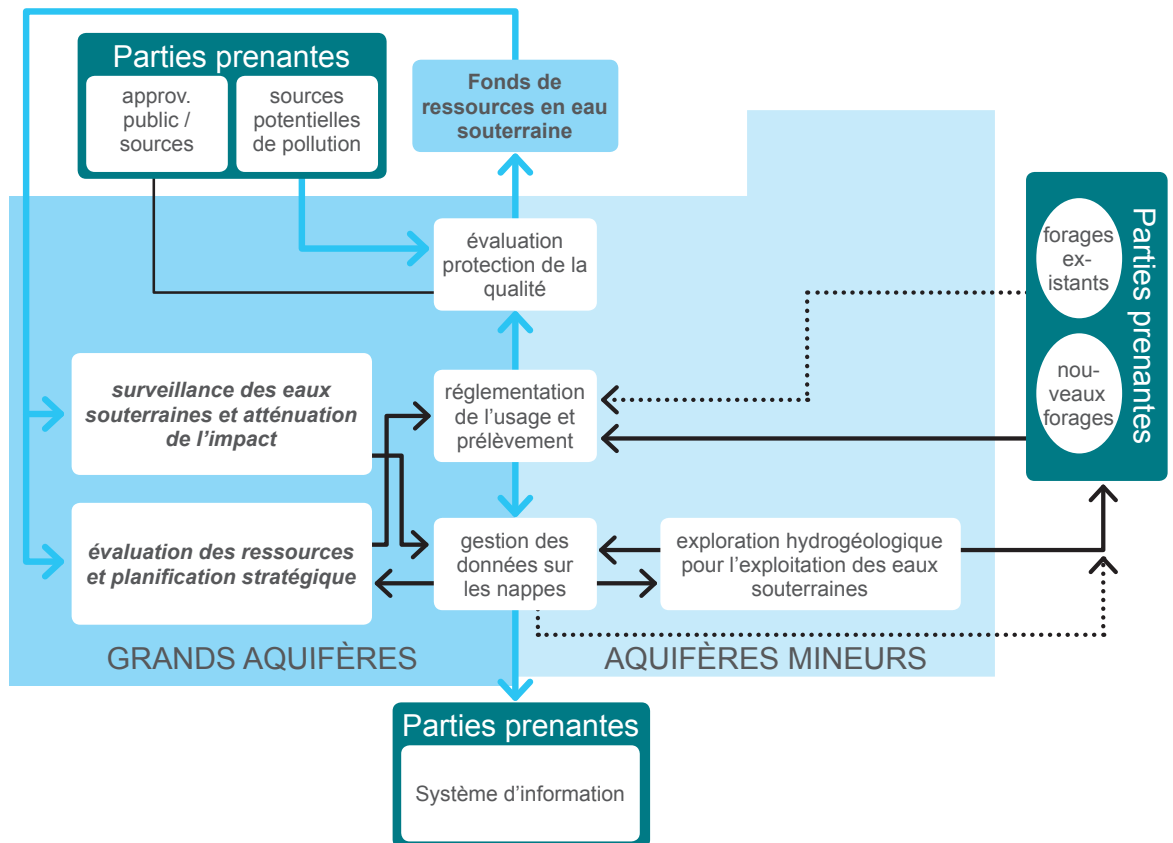 Parties prenantes
approv.
public /
sources
sources
potentielles
de pollution
Fonds de
ressources en eau
souterraine
évaluation
protection de la
qualité
forages
ex-
istants
nou-
veaux
forages
Parties prenantes
surveillance des eaux
souterraines et atténuation
de l’impact
réglementation
de l’usage et
prélèvement
évaluation des ressources
et planification stratégique
gestion des
données sur
les nappes
exploration hydrogéologique
pour l’exploitation des eaux
souterraines
GRANDS AQUIFÈRES
AQUIFÈRES MINEURS
Parties prenantes
Système d’information